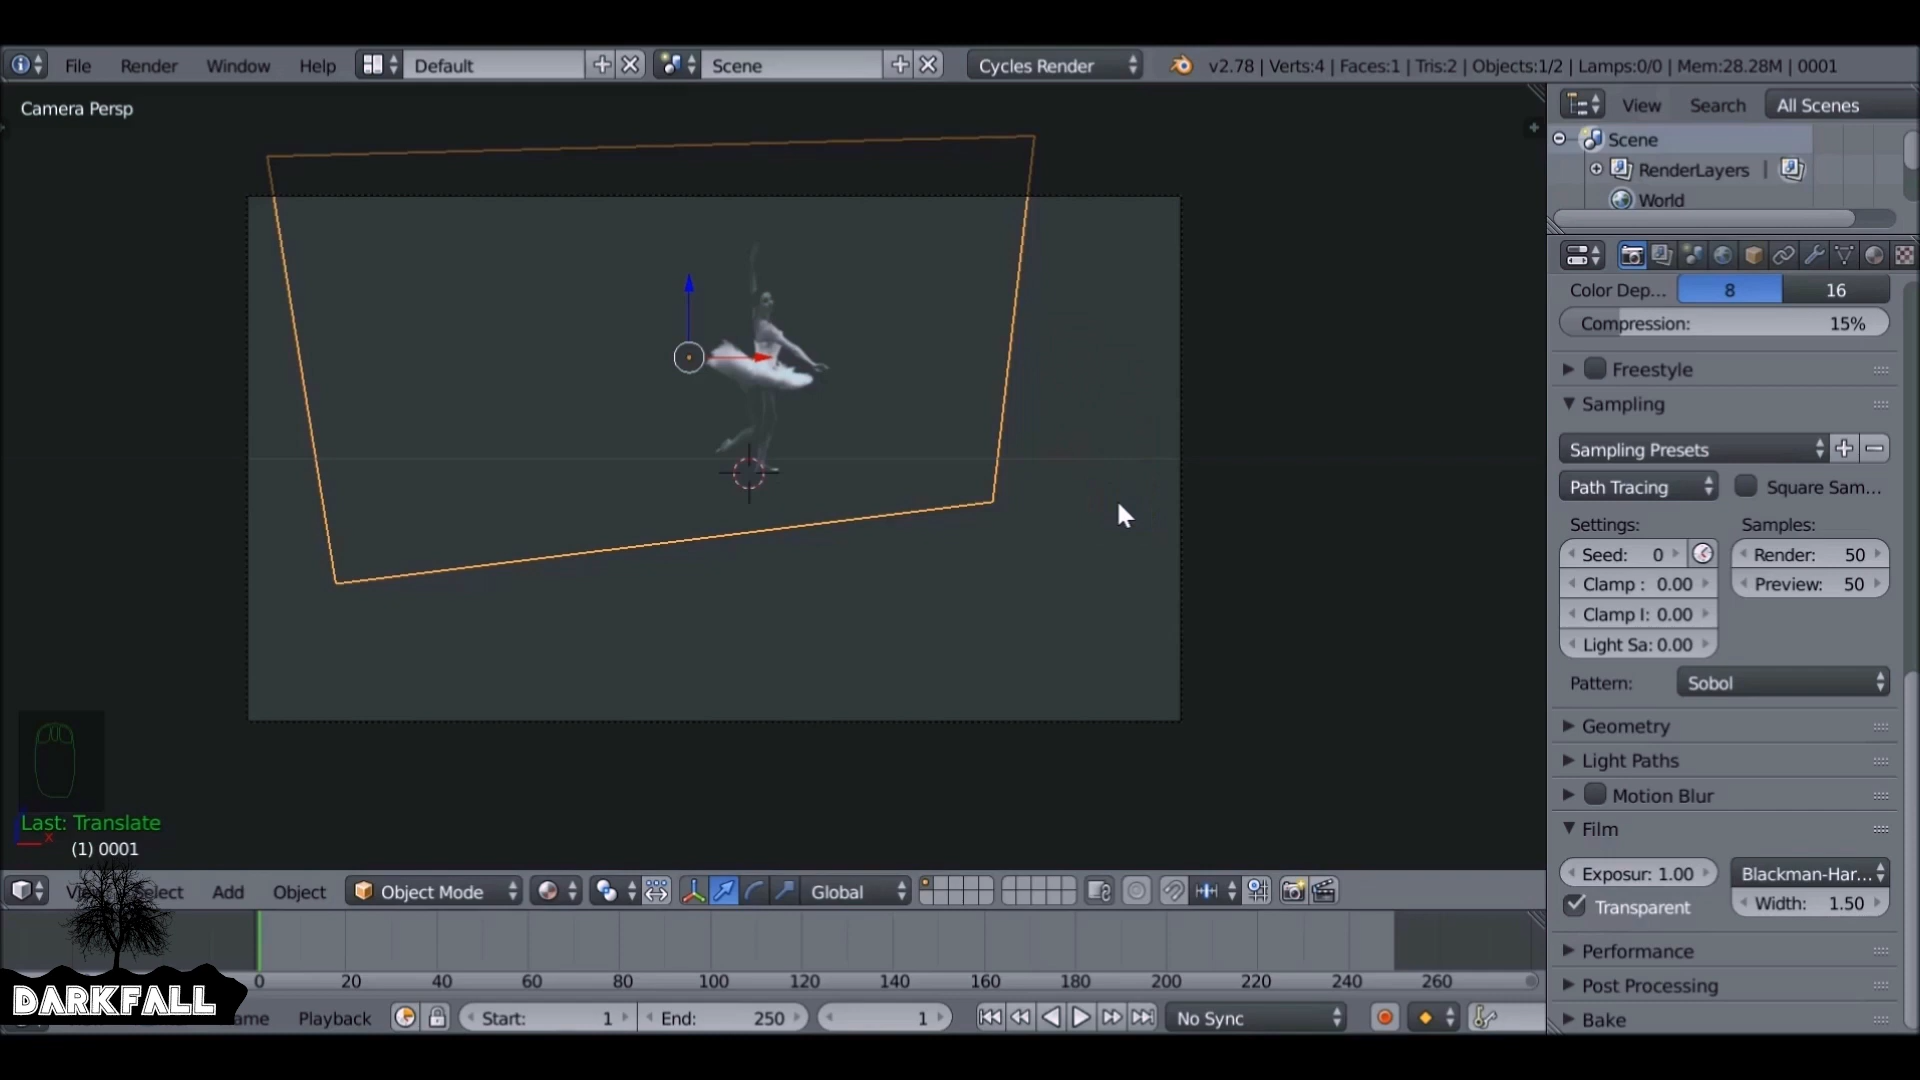 File Render Window Help Default Scene Cycles Render v2.78 | Verts:4 | Faces:1 | Tris:2 | Objects:1/2 | Lamps:0/0 | Mem:28.28M | 0001
Camera Persp
View Search All Scenes
Scene
RenderLayers |
World
Color Dep... 8 16
Compression: 15%
Freestyle
Sampling
Sampling Presets
Path Tracing Square Sam...
Settings: Samples:
Seed: 0 Render: 50
Clamp : 0.00 Preview: 50
Clamp I: 0.00
Light Sa: 0.00
Pattern: Sobol
Geometry
Light Paths
Motion Blur
Film
Exposur: 1.00 Blackman-Har...
Transparent Width: 1.50
Performance
Post Processing
Bake
Last: Translate
x
(1) 0001
Add Object Object Mode Global
0 20 40 60 80 100 120 140 160 180 200 220 240 260
DARKFALL
Playback Start: 1 End: 250 1 No Sync